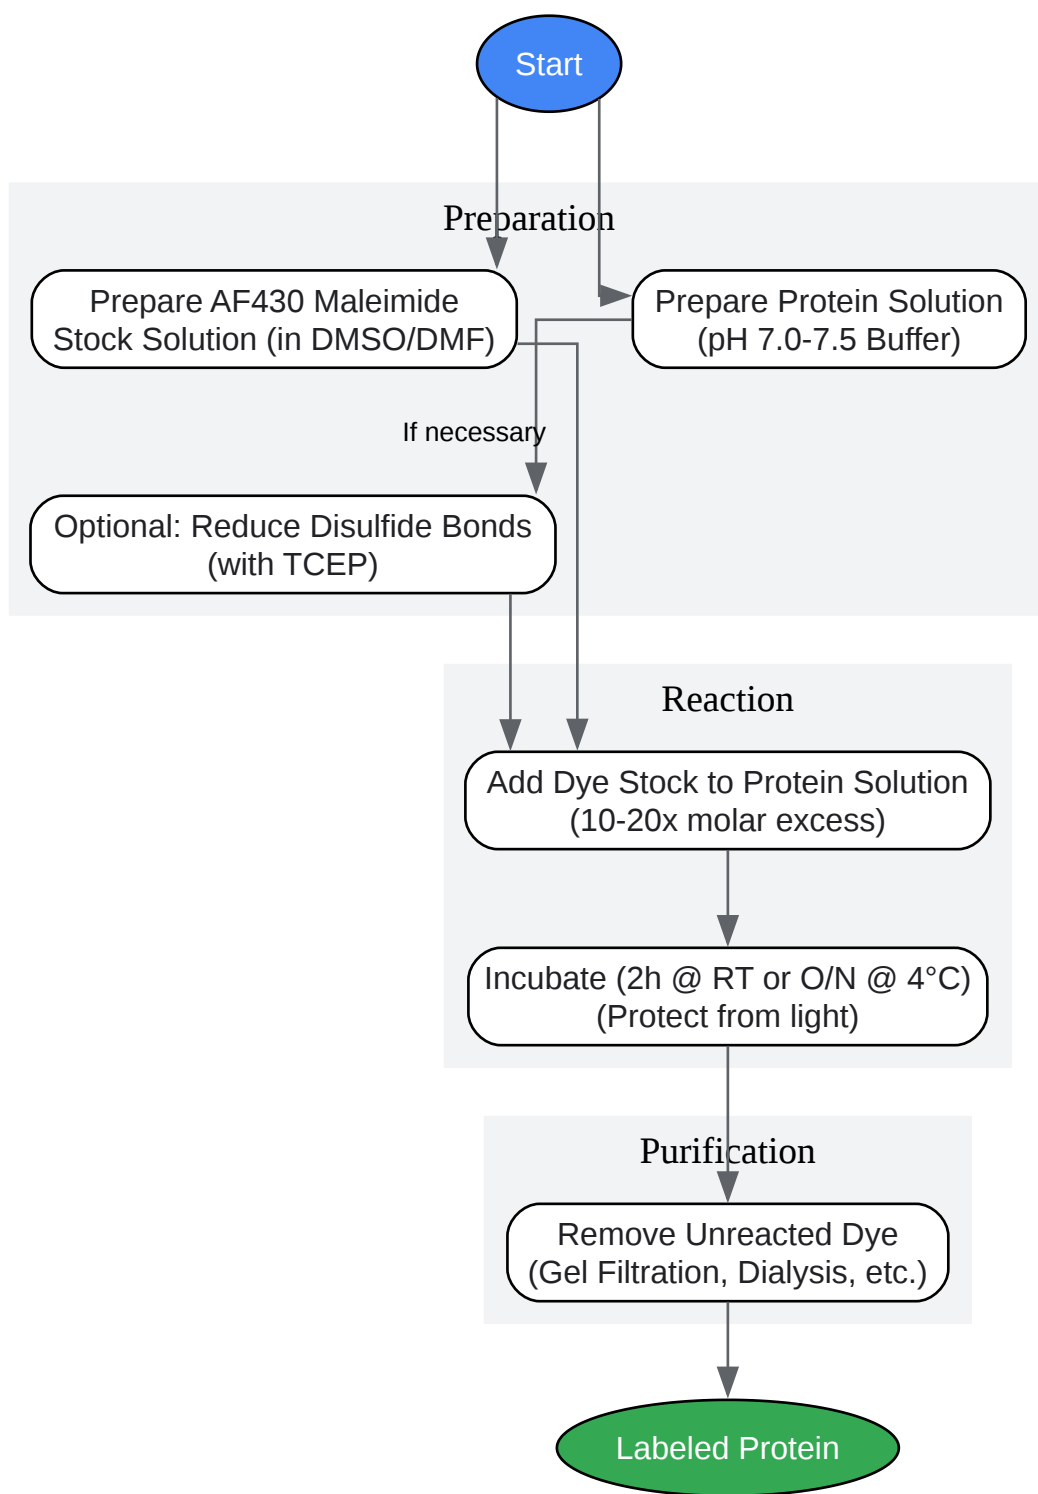 Start
Preparation
Prepare AF430 Maleimide
Stock Solution (in DMSO/DMF)
Prepare Protein Solution
(pH 7.0-7.5 Buffer)
If necessary
Optional: Reduce Disulfide Bonds
(with TCEP)
Reaction
Add Dye Stock to Protein Solution
(10-20x molar excess)
Incubate (2h @ RT or O/N @ 4°C)
(Protect from light)
Purification
Remove Unreacted Dye
(Gel Filtration, Dialysis, etc.)
Labeled Protein